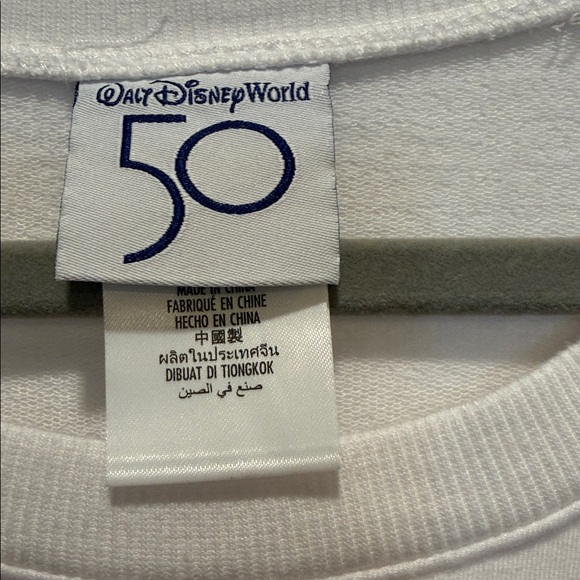 Walt Disney World
50
MADE IN CHINA
FABRIQUÉ EN CHINE
HECHO EN CHINA
中國製
ผลิตในประเทศจีน
DIBUAT DI TIONGKOK
صنع في الصين